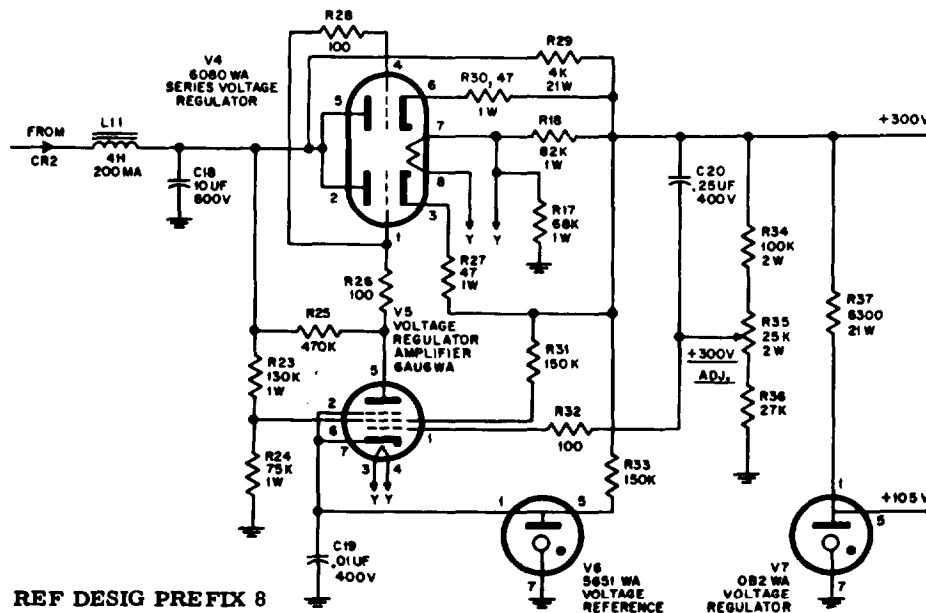 R28
100
V4
6080 WA
SERIES VOLTAGE
REGULATOR
4
R29
4K
21W
5
6
R30, 47
1W
7
R18
82K
1W
+300V
FROM
CR2
L11
4H
200 MA
C18
10UF
600V
2
8
3
1
Y
Y
R17
68K
1W
C20
.25UF
400V
R34
100K
2W
R27
47
1W
R26
100
R25
470K
V5
VOLTAGE
REGULATOR
AMPLIFIER
6AU6WA
R37
6300
21W
R35
25K
2W
+300V
ADJ.
R31
150K
R23
130K
1W
5
2
6
7
1
R32
100
R36
27K
R24
75K
1W
3
4
Y
Y
R33
150K
1
5
1
+105V
5
C19
.01UF
400V
7
V6
5651 WA
VOLTAGE
REFERENCE
7
V7
OB2 WA
VOLTAGE
REGULATOR
REF DESIG PREFIX 8